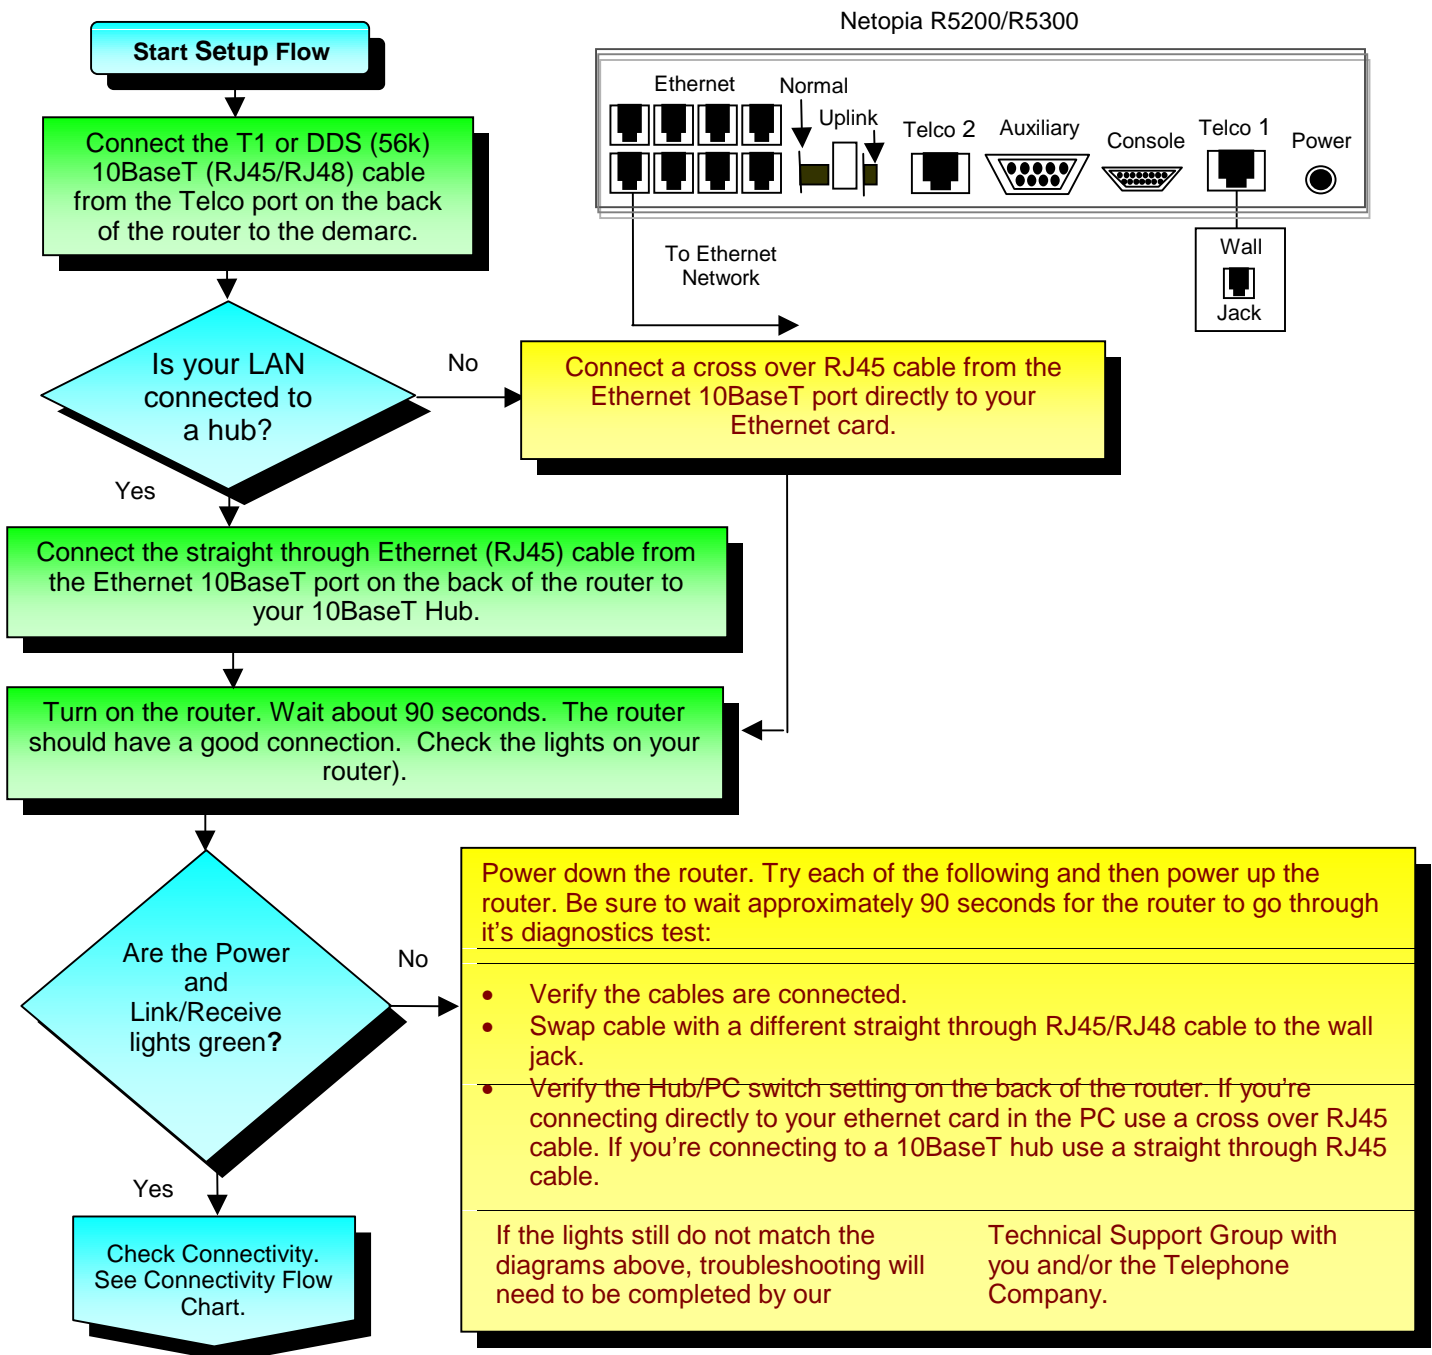 Netopia R5200/R5300
Start Setup Flow
Ethernet
Normal
Uplink
Telco 2
Auxiliary
Console
Telco 1
Power
Connect the T1 or DDS (56k)
10BaseT (RJ45/RJ48) cable
from the Telco port on the back
of the router to the demarc.
To Ethernet
Network
Wall
Jack
Is your LAN
connected to
a hub?
No
Connect a cross over RJ45 cable from the
Ethernet 10BaseT port directly to your
Ethernet card.
Yes
Connect the straight through Ethernet (RJ45) cable from
the Ethernet 10BaseT port on the back of the router to
your 10BaseT Hub.
Turn on the router. Wait about 90 seconds.  The router
should have a good connection.  Check the lights on your
router).
Are the Power
and
Link/Receive
lights green?
No
Power down the router. Try each of the following and then power up the
router. Be sure to wait approximately 90 seconds for the router to go through
it's diagnostics test:
• Verify the cables are connected.
• Swap cable with a different straight through RJ45/RJ48 cable to the wall
jack.
• Verify the Hub/PC switch setting on the back of the router. If you're
connecting directly to your ethernet card in the PC use a cross over RJ45
cable. If you're connecting to a 10BaseT hub use a straight through RJ45
cable.
If the lights still do not match the
diagrams above, troubleshooting will
need to be completed by our
Technical Support Group with
you and/or the Telephone
Company.
Yes
Check Connectivity.
See Connectivity Flow
Chart.